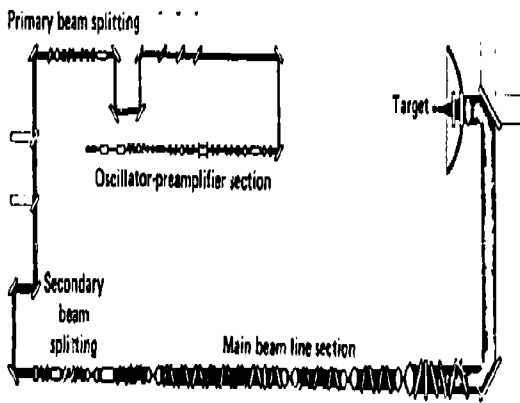 Primary beam splitting
Target
Oscillator-preamplifier section
Secondary
beam
splitting
Main beam line section